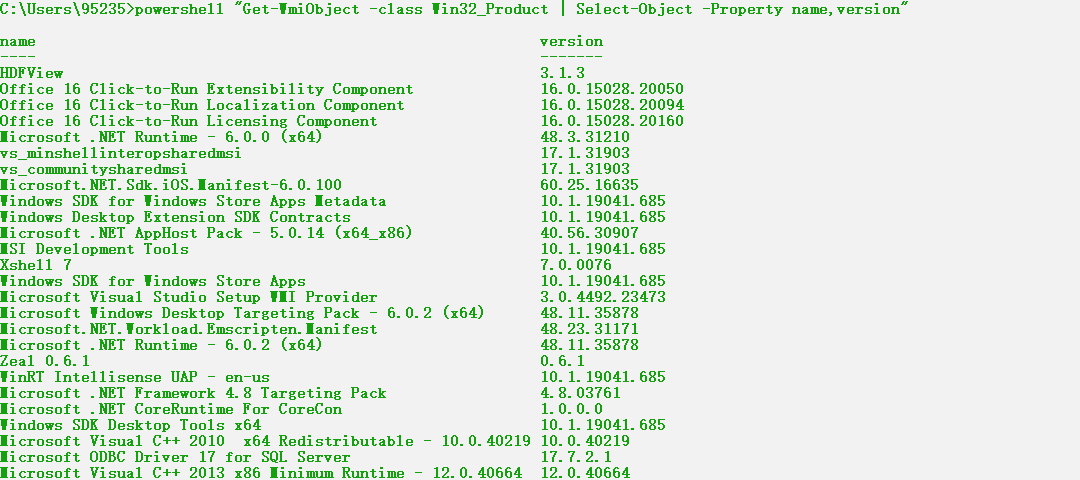 C:\Users\95235>powershell "Get-WmiObject -class Win32_Product | Select-Object -Property name,version"
name version
---- -------
HDFView 3.1.3
Office 16 Click-to-Run Extensibility Component 16.0.15028.20050
Office 16 Click-to-Run Localization Component 16.0.15028.20094
Office 16 Click-to-Run Licensing Component 16.0.15028.20160
Microsoft .NET Runtime - 6.0.0 (x64) 48.3.31210
vs_minshellinteropsharedmsi 17.1.31903
vs_communitysharedmsi 17.1.31903
Microsoft.NET.Sdk.iOS.Manifest-6.0.100 60.25.16635
Windows SDK for Windows Store Apps Metadata 10.1.19041.685
Windows Desktop Extension SDK Contracts 10.1.19041.685
Microsoft .NET AppHost Pack - 5.0.14 (x64_x86) 40.56.30907
MSI Development Tools 10.1.19041.685
Xshell 7 7.0.0076
Windows SDK for Windows Store Apps 10.1.19041.685
Microsoft Visual Studio Setup WMI Provider 3.0.4492.23473
Microsoft Windows Desktop Targeting Pack - 6.0.2 (x64) 48.11.35878
Microsoft.NET.Workload.Emscripten.Manifest 48.23.31171
Microsoft .NET Runtime - 6.0.2 (x64) 48.11.35878
Zeal 0.6.1 0.6.1
WinRT Intellisense UAP - en-us 10.1.19041.685
Microsoft .NET Framework 4.8 Targeting Pack 4.8.03761
Microsoft .NET CoreRuntime For CoreCon 1.0.0.0
Windows SDK Desktop Tools x64 10.1.19041.685
Microsoft Visual C++ 2010  x64 Redistributable - 10.0.40219 10.0.40219
Microsoft ODBC Driver 17 for SQL Server 17.7.2.1
Microsoft Visual C++ 2013 x86 Minimum Runtime - 12.0.40664 12.0.40664